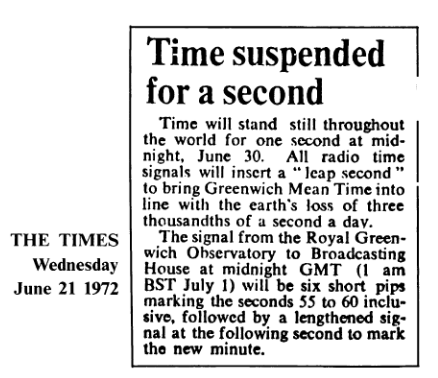 Time suspended
for a second
Time will stand still throughout
the world for one second at mid-
night, June 30. All radio time
signals will insert a "leap second"
to bring Greenwich Mean Time into
line with the earth's loss of three
thousandths of a second a day.
The signal from the Royal Green-
wich Observatory to Broadcasting
House at midnight GMT (1 am
BST July 1) will be six short pips
marking the seconds 55 to 60 inclu-
sive, followed by a lengthened sig-
nal at the following second to mark
the new minute.
THE TIMES
Wednesday
June 21 1972